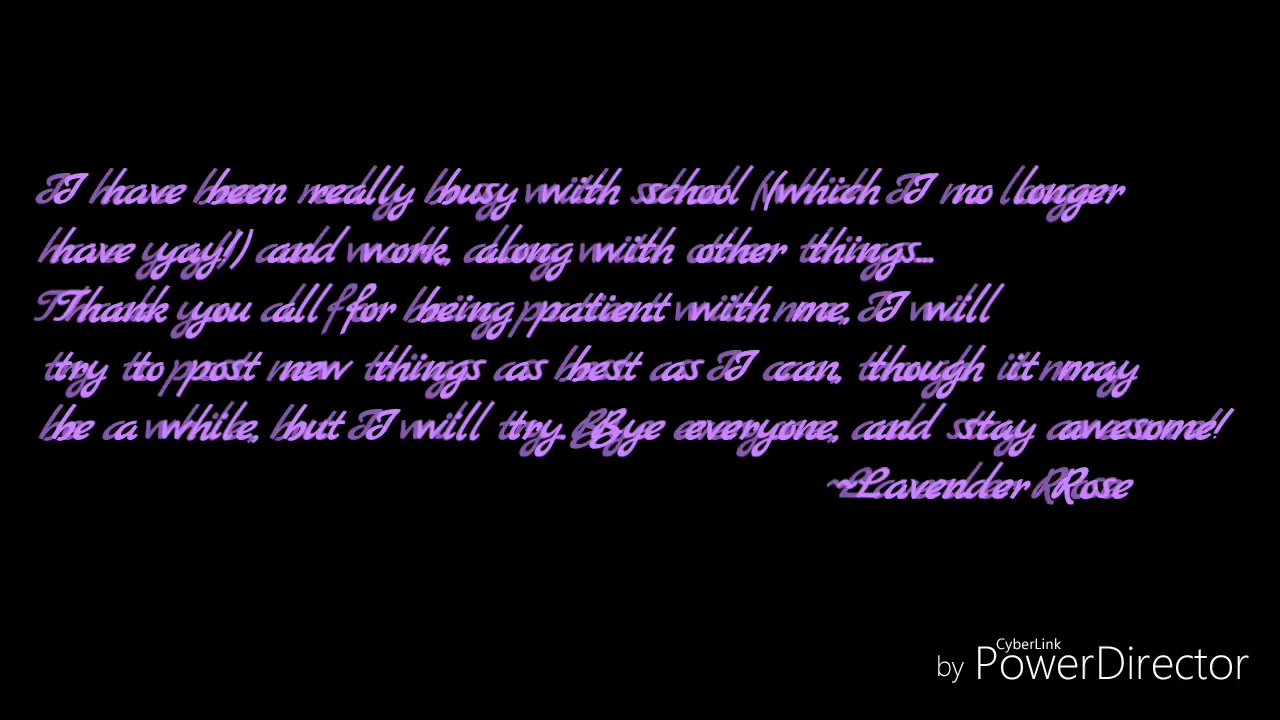 I have been really busy with school (which I no longer
have yay!) and work, along with other things...
Thank you all for being patient with me, I will
try to post new things as best as I can, though it may
be a while, but I will try. Bye everyone, and stay awesome!
~Lavender Rose
CyberLink
by PowerDirector